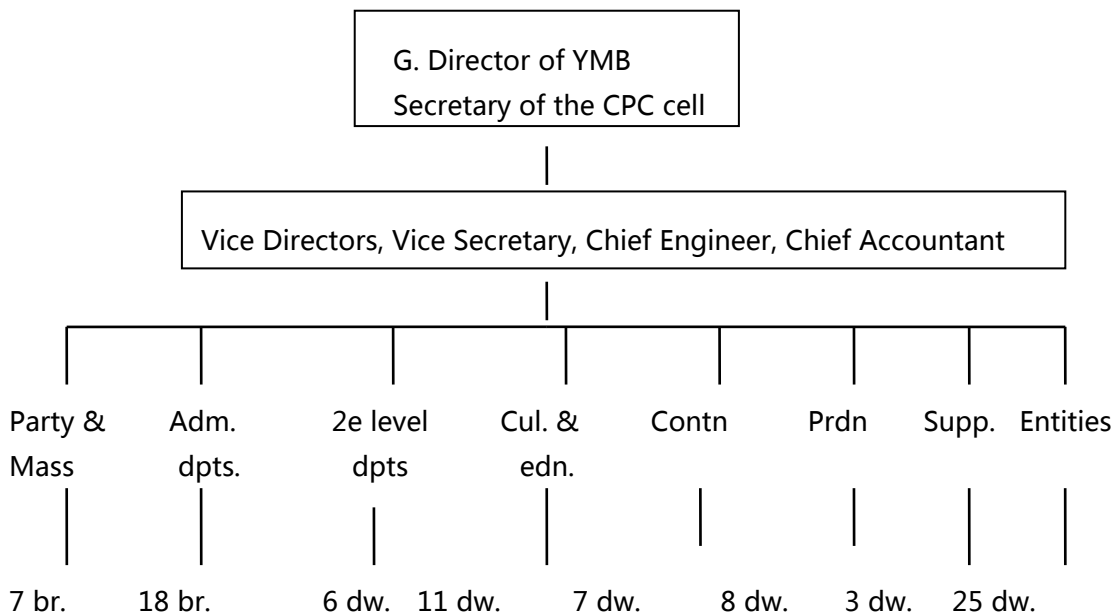 G. Director of YMB
Secretary of the CPC cell
Vice Directors, Vice Secretary, Chief Engineer, Chief Accountant
Party & Adm. 2e level Cul. & Contn Prdn Supp. Entities
Mass dpts. dpts edn.
7 br. 18 br. 6 dw. 11 dw. 7 dw. 8 dw. 3 dw. 25 dw.